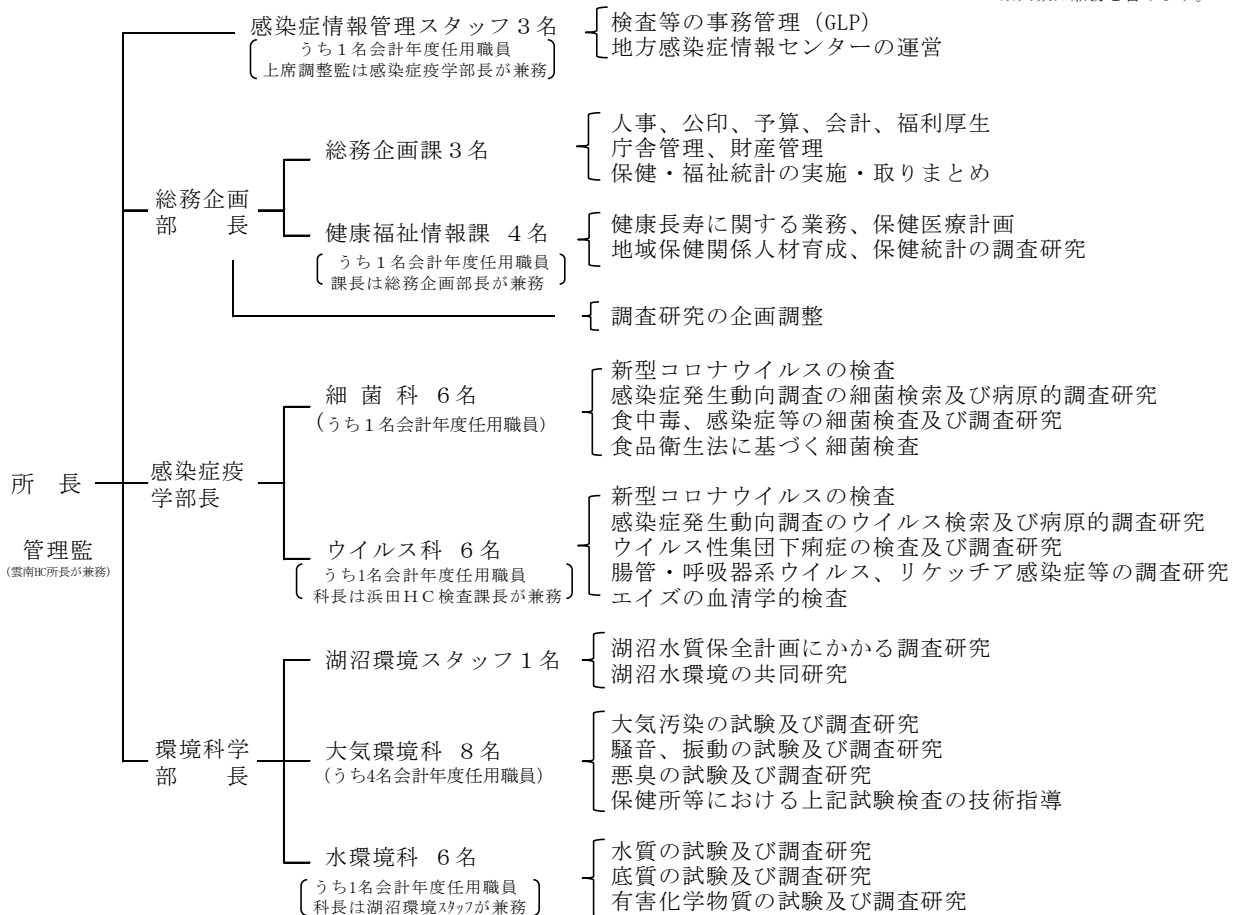 感染症情報管理スタッフ３名
うち１名会計年度任用職員
上席調整監は感染症疫学部長が兼務
検査等の事務管理（GLP）
地方感染症情報センターの運営
総務企画
部　　長
総務企画課３名
人事、公印、予算、会計、福利厚生
庁舎管理、財産管理
保健・福祉統計の実施・取りまとめ
健康福祉情報課 ４名
うち１名会計年度任用職員
課長は総務企画部長が兼務
健康長寿に関する業務、保健医療計画
地域保健関係人材育成、保健統計の調査研究
調査研究の企画調整
所　長
管理監
(雲南HC所長が兼務)
感染症疫
学部長
細 菌 科 ６名
(うち１名会計年度任用職員)
新型コロナウイルスの検査
感染症発生動向調査の細菌検索及び病原的調査研究
食中毒、感染症等の細菌検査及び調査研究
食品衛生法に基づく細菌検査
ウイルス科 ６名
うち1名会計年度任用職員
科長は浜田ＨＣ検査課長が兼務
新型コロナウイルスの検査
感染症発生動向調査のウイルス検索及び病原的調査研究
ウイルス性集団下痢症の検査及び調査研究
腸管・呼吸器系ウイルス、リケッチア感染症等の調査研究
エイズの血清学的検査
環境科学
部　　長
湖沼環境スタッフ１名
湖沼水質保全計画にかかる調査研究
湖沼水環境の共同研究
大気環境科 ８名
(うち4名会計年度任用職員)
大気汚染の試験及び調査研究
騒音、振動の試験及び調査研究
悪臭の試験及び調査研究
保健所等における上記試験検査の技術指導
水環境科 ６名
うち1名会計年度任用職員
科長は湖沼環境ｽﾀｯﾌが兼務
水質の試験及び調査研究
底質の試験及び調査研究
有害化学物質の試験及び調査研究